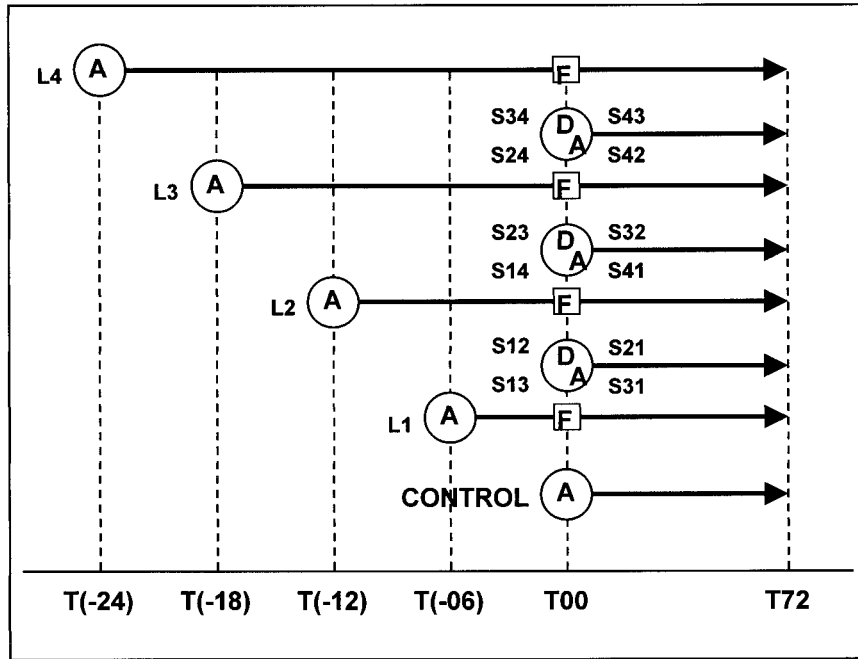 L4 A F
S34 D S43
S24 A S42
L3 A F
S23 D S32
S14 A S41
L2 A F
S12 D S21
S13 A S31
L1 A F
CONTROL A
T(-24) T(-18) T(-12) T(-06) T00 T72